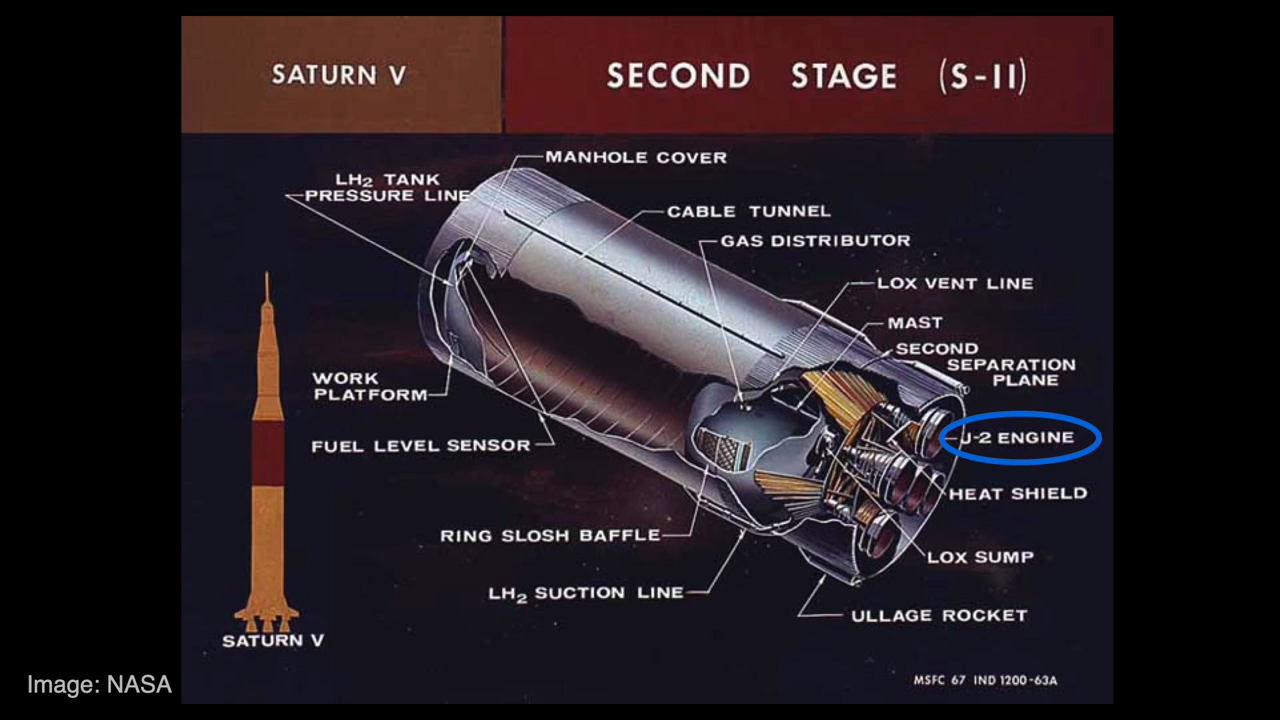 SATURN V
SECOND STAGE (S-II)
MANHOLE COVER
LH₂ TANK
PRESSURE LINE
CABLE TUNNEL
GAS DISTRIBUTOR
LOX VENT LINE
MAST
SECOND
SEPARATION
PLANE
WORK
PLATFORM
J-2 ENGINE
FUEL LEVEL SENSOR
HEAT SHIELD
RING SLOSH BAFFLE
LOX SUMP
LH₂ SUCTION LINE
ULLAGE ROCKET
SATURN V
MSFC 67 IND 1200-63A
Image: NASA